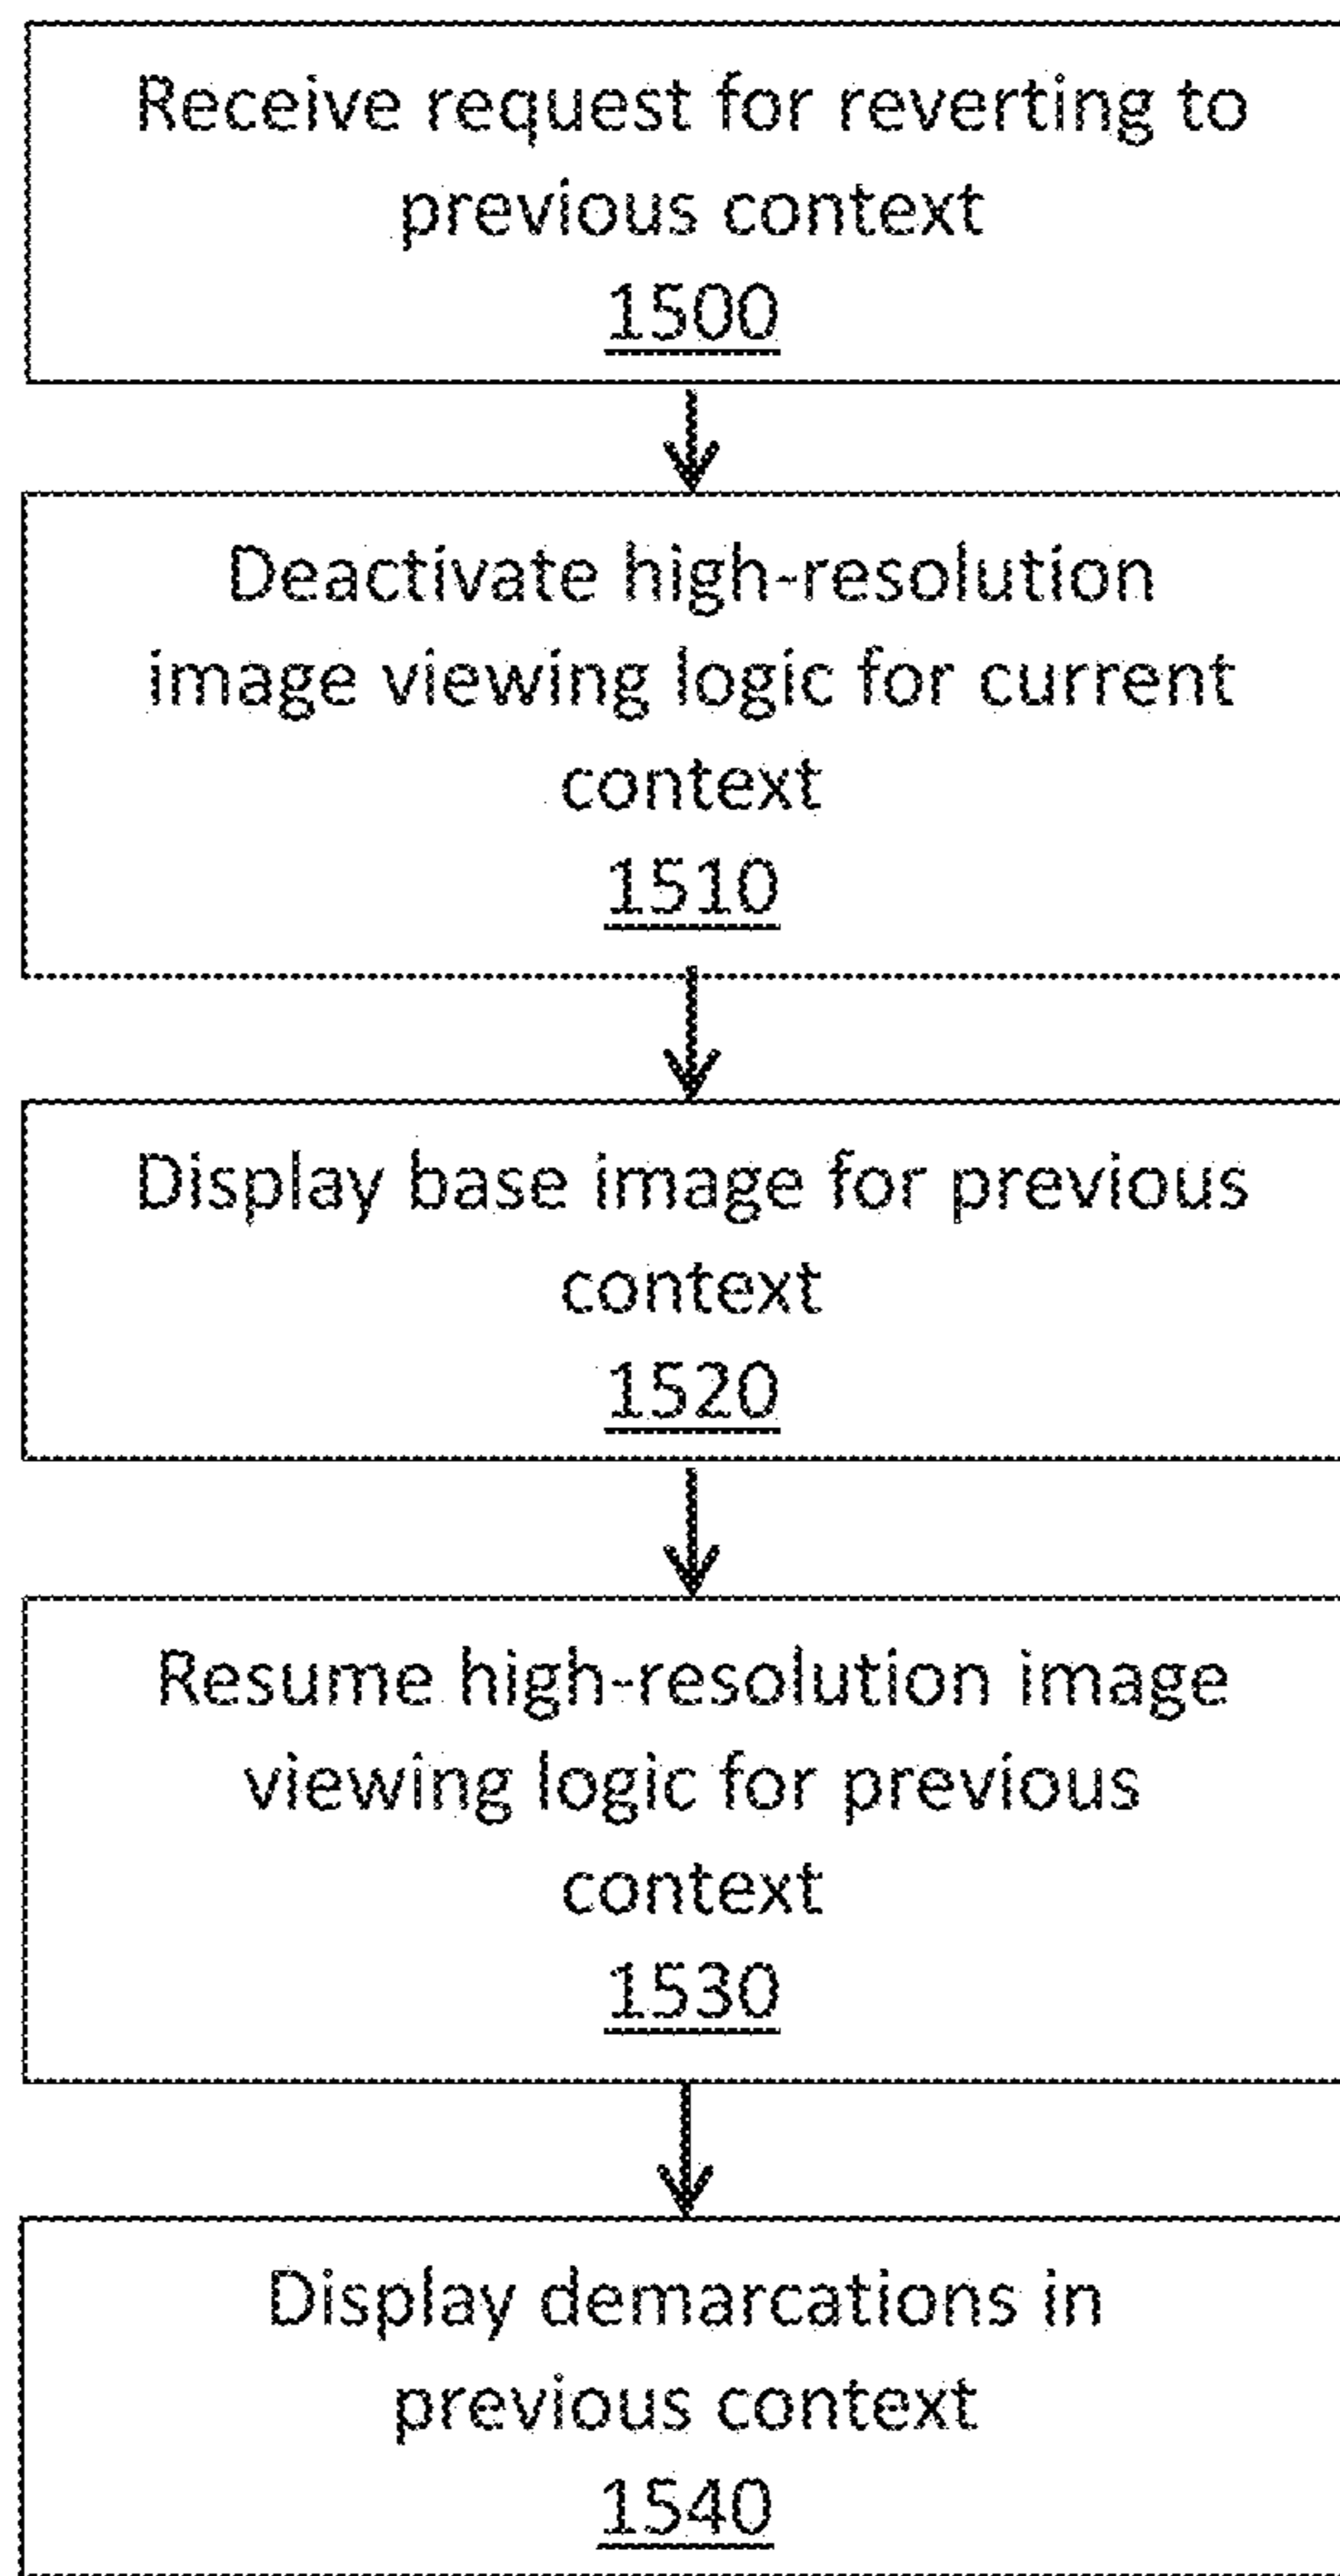 Receive request for reverting to
previous context
1500
Deactivate high-resolution
image viewing logic for current
context
1510
Display base image for previous
context
1520
Resume high-resolution image
viewing logic for previous
context
1530
Display demarcations in
previous context
1540